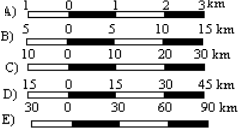 A) 1 0 1 2 3 km
B) 5 0 5 10 15 km
C) 10 0 10 20 30 km
D) 15 0 15 30 45 km
E) 30 0 30 60 90 km